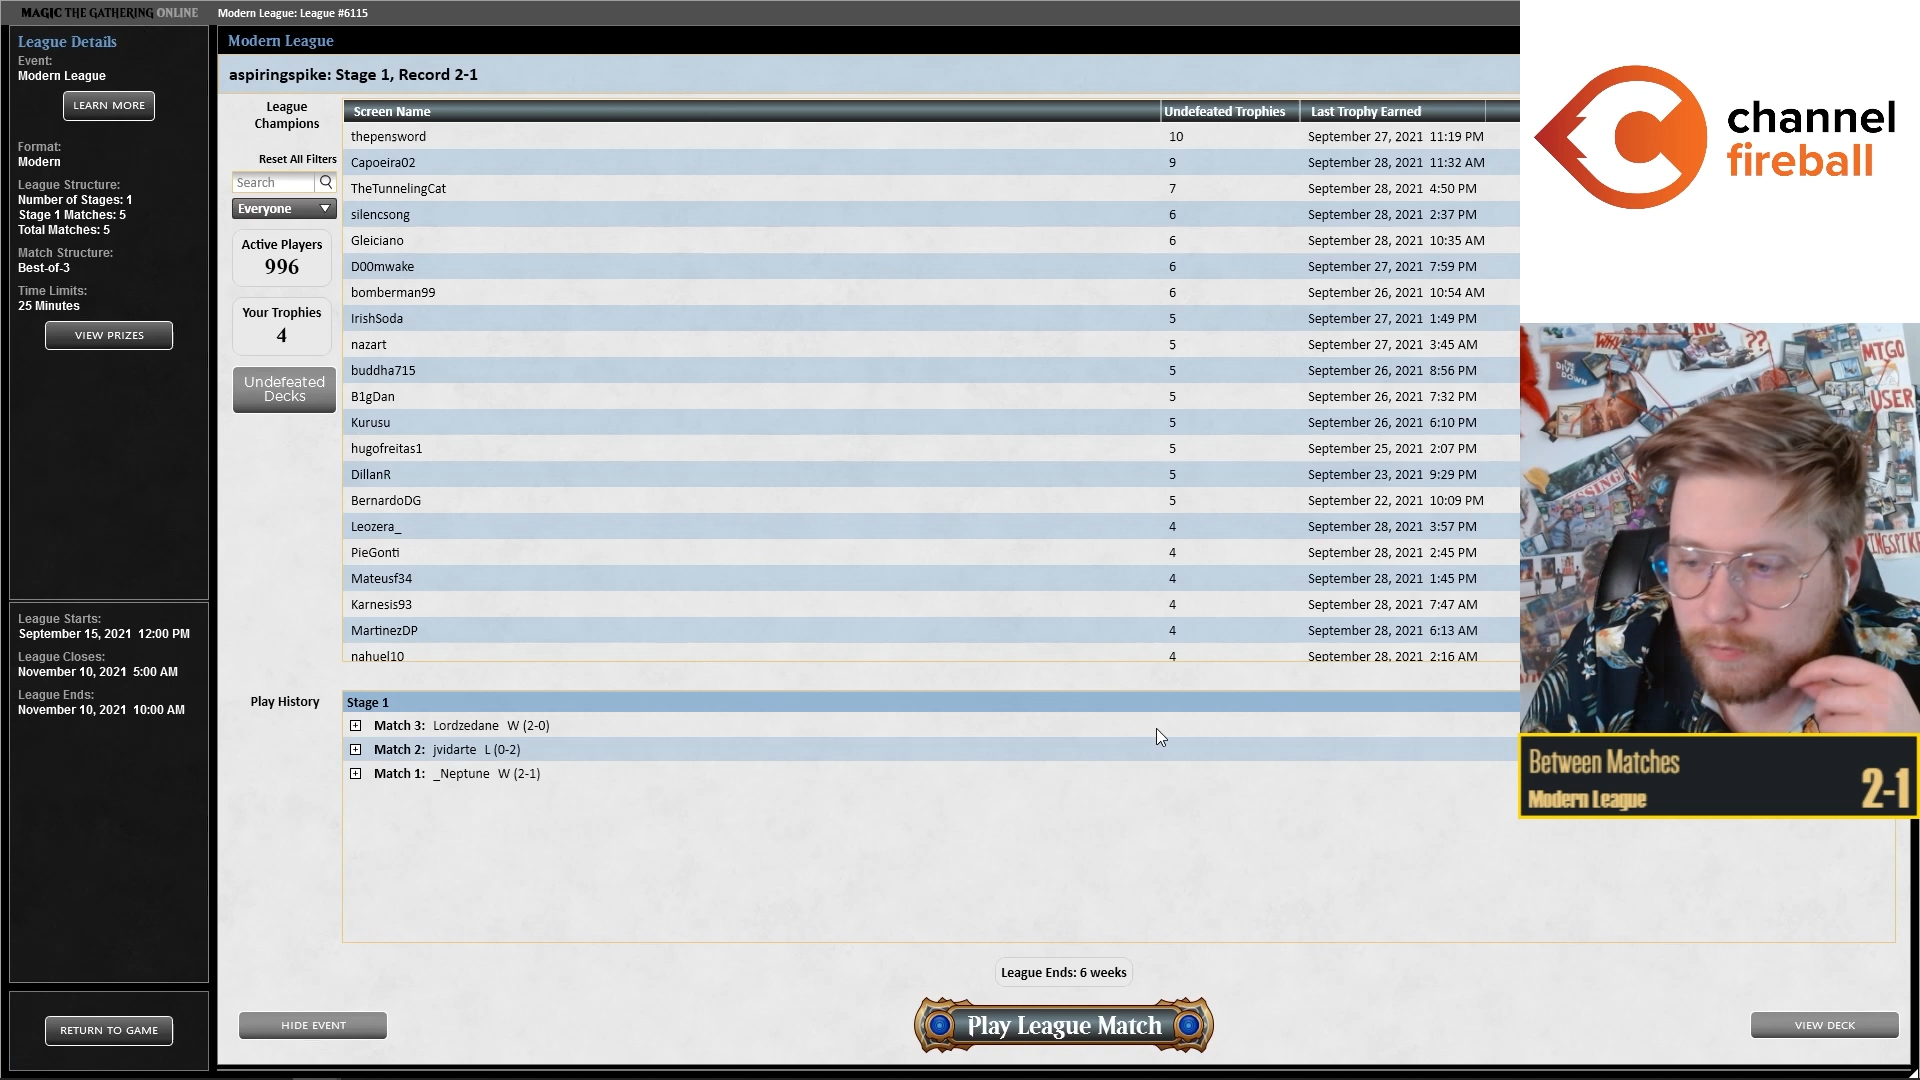 MAGIC THE GATHERING ONLINE
Modern League: League #6115
League Details
Event:
Modern League
LEARN MORE
Format:
Modern
League Structure:
Number of Stages: 1
Stage 1 Matches: 5
Total Matches: 5
Match Structure:
Best-of-3
Time Limits:
25 Minutes
VIEW PRIZES
League Starts:
September 15, 2021 12:00 PM
League Closes:
November 10, 2021 5:00 AM
League Ends:
November 10, 2021 10:00 AM
RETURN TO GAME
Modern League
aspiringspike: Stage 1, Record 2-1
League
Champions
Reset All Filters
Search
Everyone
Active Players
996
Your Trophies
4
Undefeated
Decks
Screen Name Undefeated Trophies Last Trophy Earned
thepensword 10 September 27, 2021 11:19 PM
Capoeira02 9 September 28, 2021 11:32 AM
TheTunnelingCat 7 September 28, 2021 4:50 PM
silencsong 6 September 28, 2021 2:37 PM
Gleiciano 6 September 28, 2021 10:35 AM
D00mwake 6 September 27, 2021 7:59 PM
bomberman99 6 September 26, 2021 10:54 AM
IrishSoda 5 September 27, 2021 1:49 PM
nazart 5 September 27, 2021 3:45 AM
buddha715 5 September 26, 2021 8:56 PM
B1gDan 5 September 26, 2021 7:32 PM
Kurusu 5 September 26, 2021 6:10 PM
hugofreitas1 5 September 25, 2021 2:07 PM
DillanR 5 September 23, 2021 9:29 PM
BernardoDG 5 September 22, 2021 10:09 PM
Leozera_ 4 September 28, 2021 3:57 PM
PieGonti 4 September 28, 2021 2:45 PM
Mateusf34 4 September 28, 2021 1:45 PM
Karnesis93 4 September 28, 2021 7:47 AM
MartinezDP 4 September 28, 2021 6:13 AM
nahuel10 4 September 28, 2021 2:16 AM
Play History
Stage 1
Match 3: Lordzedane W (2-0)
Match 2: jvidarte L (0-2)
Match 1: _Neptune W (2-1)
League Ends: 6 weeks
HIDE EVENT
Play League Match
VIEW DECK
channel
fireball
WHY
NO
??
MTGO
USER
DIVE
DOWN
Between Matches
Modern League
2-1